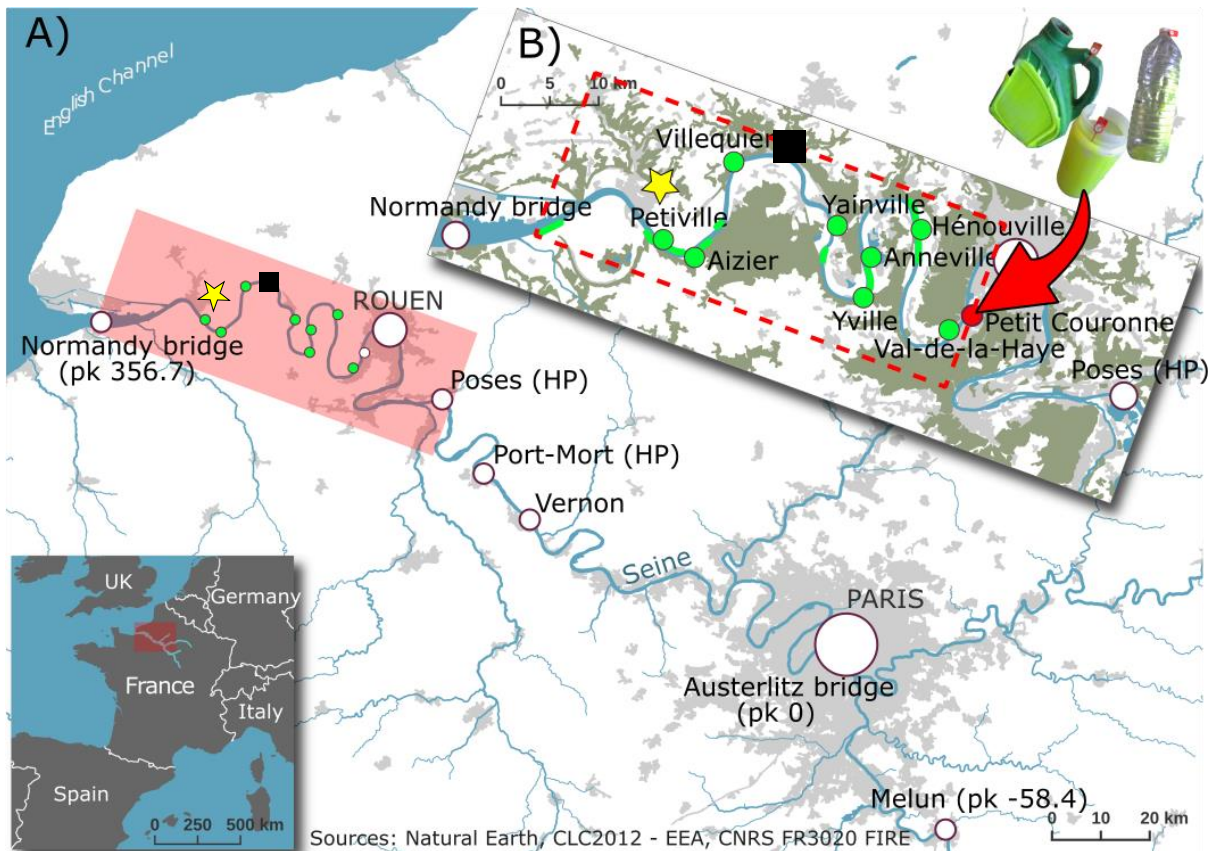 A)
English Channel
B)
0 5 10 km
Villequier
Normandy bridge
Petiville
Aizier
Yainville
Hénouville
Anneville
Yville
Petit Couronne
Val-de-la-Haye
Poses (HP)
ROUEN
Normandy bridge
(pk 356.7)
Poses (HP)
Port-Mort (HP)
Vernon
Seine
PARIS
Austerlitz bridge
(pk 0)
Melun (pk -58.4)
0 10 20 km
UK
Germany
France
Italy
Spain
0 250 500 km
Sources: Natural Earth, CLC2012 - EEA, CNRS FR3020 FIRE